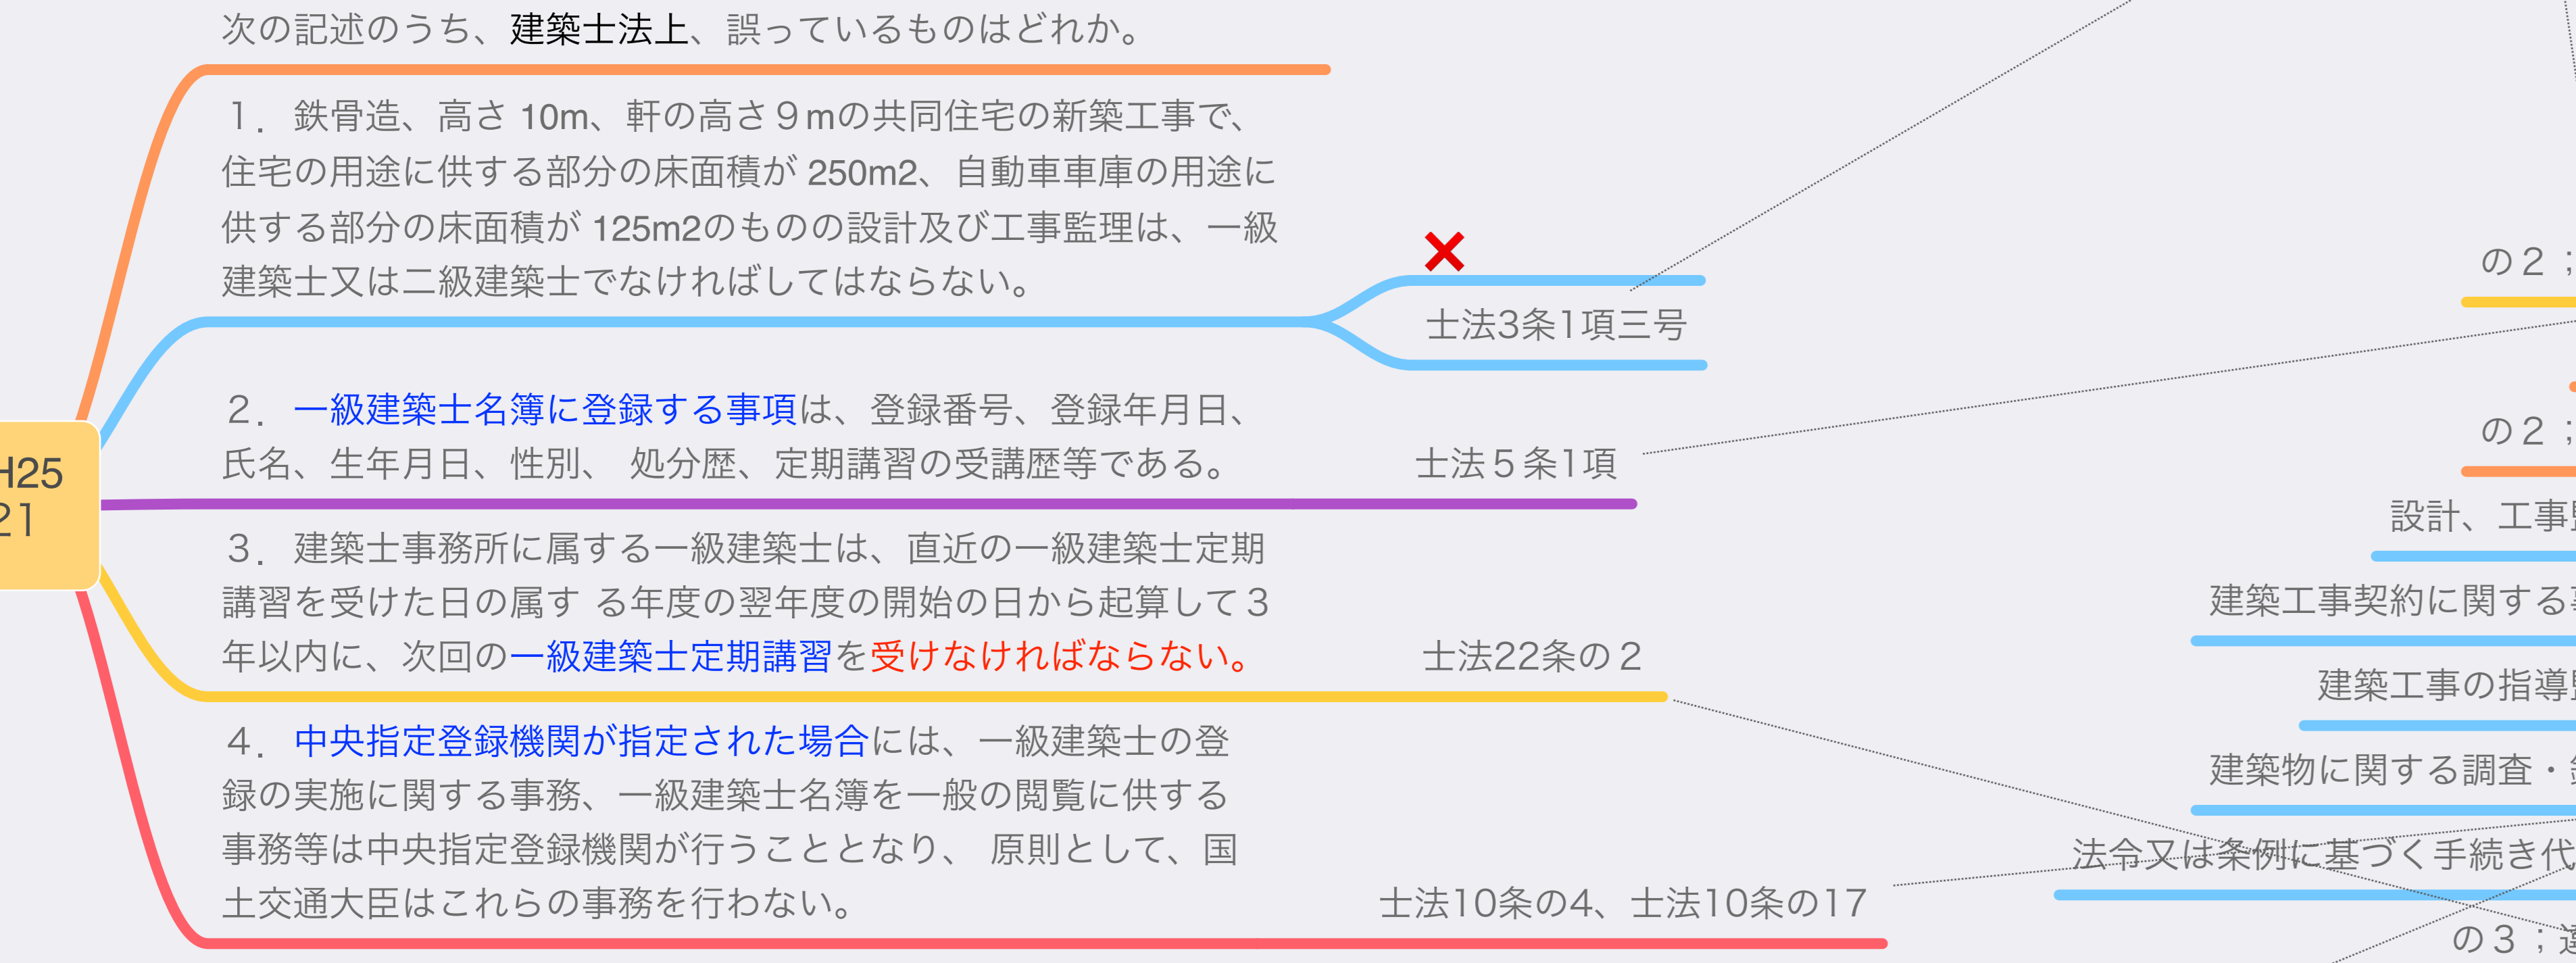 次の記述のうち、建築士法上、誤っているものはどれか。
１．鉄骨造、高さ 10m、軒の高さ９mの共同住宅の新築工事で、
住宅の用途に供する部分の床面積が 250m2、自動車車庫の用途に
供する部分の床面積が 125m2のものの設計及び工事監理は、一級
建築士又は二級建築士でなければしてはならない。
士法3条1項三号
２．一級建築士名簿に登録する事項は、登録番号、登録年月日、
氏名、生年月日、性別、 処分歴、定期講習の受講歴等である。
士法５条1項
３．建築士事務所に属する一級建築士は、直近の一級建築士定期
講習を受けた日の属す る年度の翌年度の開始の日から起算して３
年以内に、次回の一級建築士定期講習を受けなければならない。
士法22条の２
４．中央指定登録機関が指定された場合には、一級建築士の登
録の実施に関する事務、一級建築士名簿を一般の閲覧に供する
事務等は中央指定登録機関が行うこととなり、 原則として、国
土交通大臣はこれらの事務を行わない。
士法10条の4、士法10条の17
H25
21
の２；
の２；
設計、工事
建築工事契約に関する
建築工事の指導
建築物に関する調査・
法令又は条例に基づく手続き代
の３；